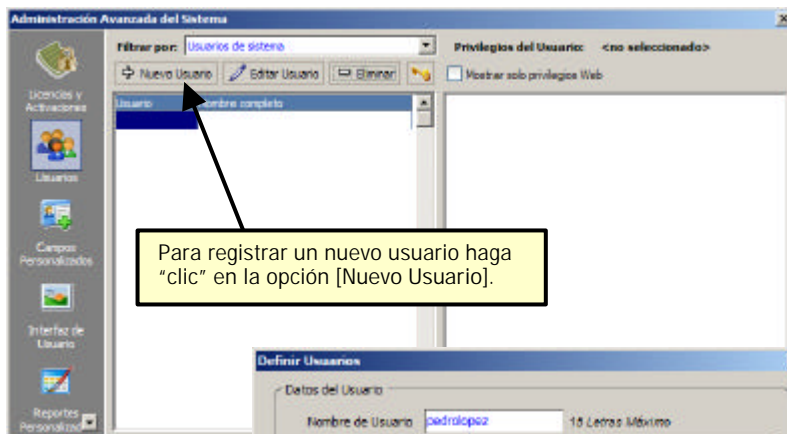 Administración Avanzada del Sistema
Filtrar por: Usuarios de sistema
Privilegios del Usuario: <no seleccionado>
Nuevo Usuario Editar Usuario Eliminar
Mostrar solo privilegios Web
Licencias y
Activaciones
Usuario Nombre completo
Usuarios
Campos
Personalizados
Para registrar un nuevo usuario haga
“clic” en la opción [Nuevo Usuario].
Interfaz de
Usuario
Definir Usuarios
Datos del Usuario
Reportes
Nombre de Usuario pedrolopez 15 Letras Máximo